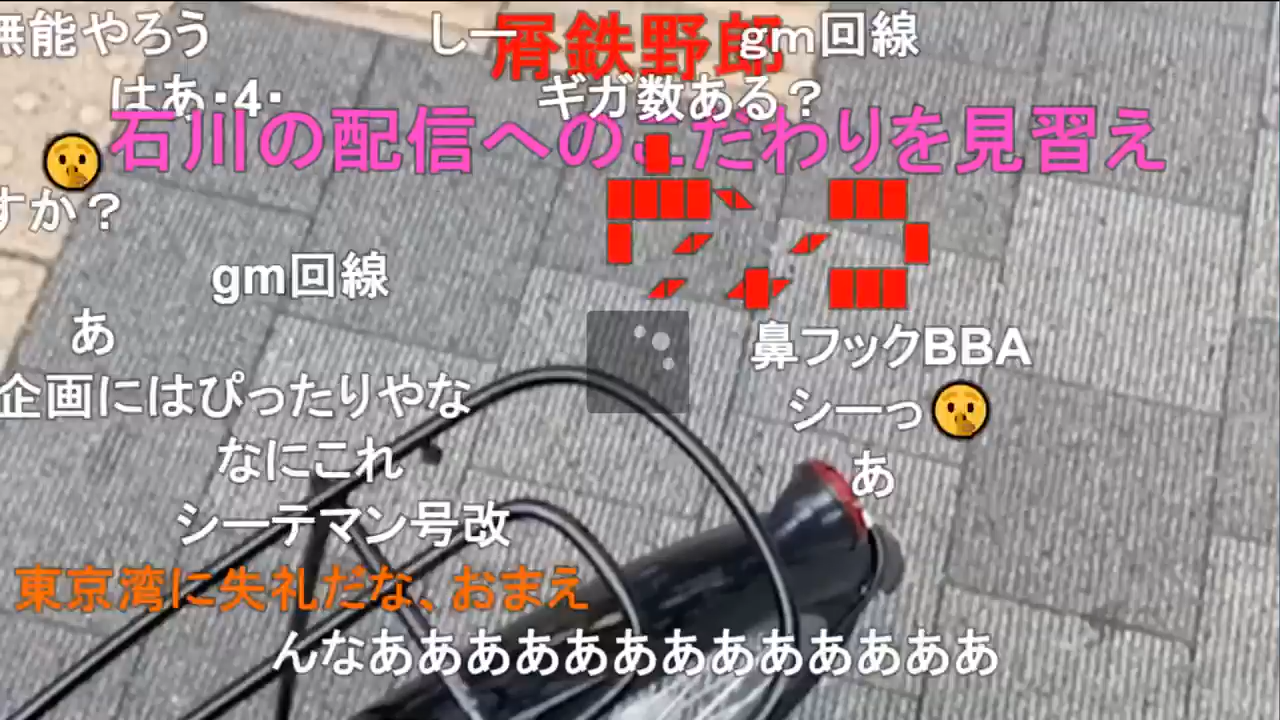 無能やろう
しー
屑鉄野郎
gm回線
はあ・4・
ギガ数ある？
石川の配信へのこだわりを見習え
すか？
gm回線
あ
鼻フックBBA
企画にはぴったりやな
シーっ
なにこれ
あ
シーテマン号改
東京湾に失礼だな、おまえ
んなあああああああああああああ